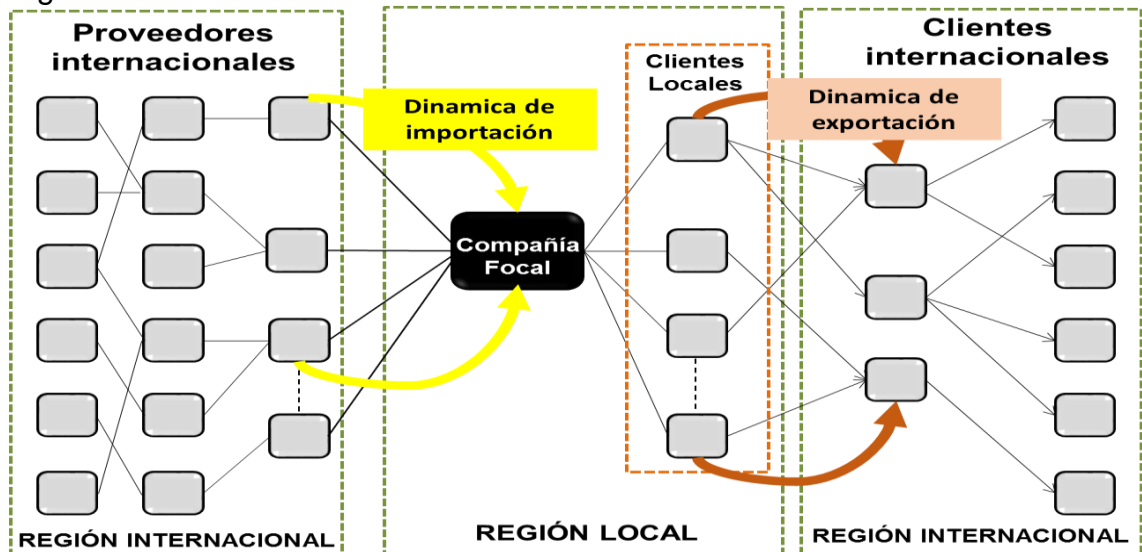 Proveedores
internacionales
Clientes
Locales
Clientes
internacionales
Dinamica de
importación
Dinamica de
exportación
Compañía
Focal
REGIÓN INTERNACIONAL
REGIÓN LOCAL
REGIÓN INTERNACIONAL